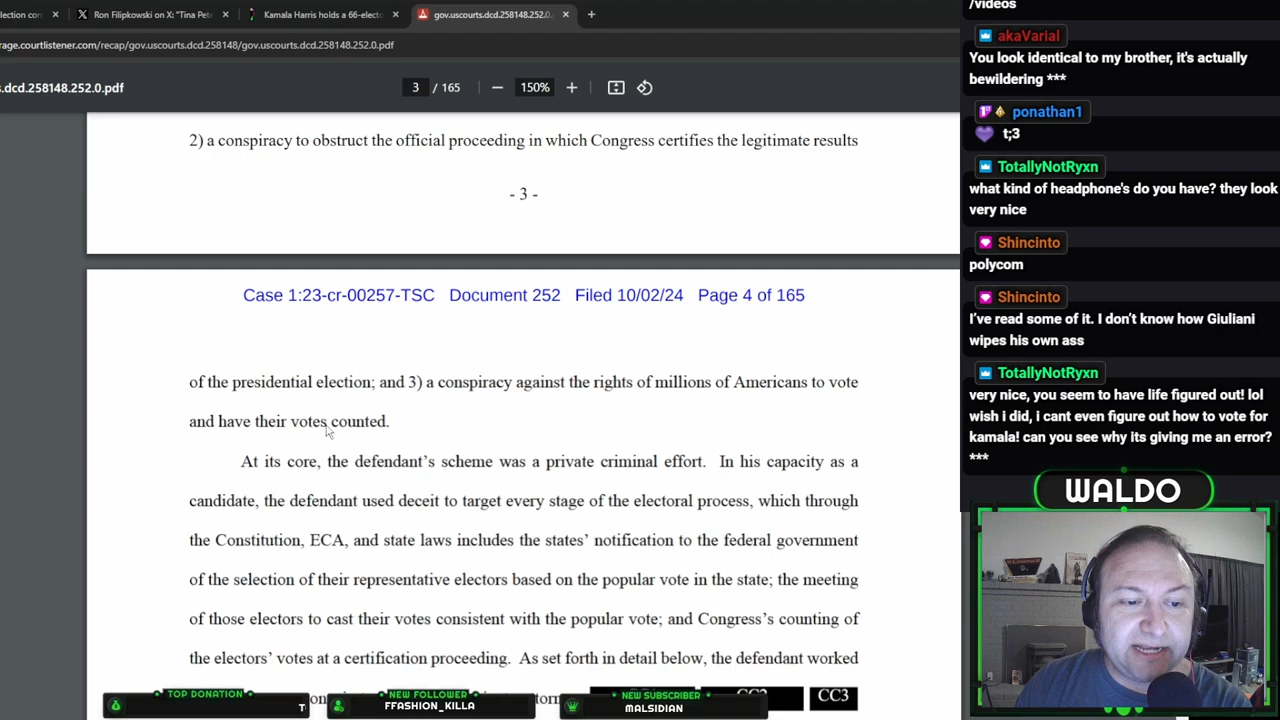 lection con
Ron Filipkowski on X: "Tina Pete
Kamala Harris holds a 66-elect
gov.uscourts.dcd.258148.252.0.
rage.courtlistener.com/recap/gov.uscourts.dcd.258148/gov.uscourts.dcd.258148.252.0.pdf
s.dcd.258148.252.0.pdf
3 / 165
150%
2) a conspiracy to obstruct the official proceeding in which Congress certifies the legitimate results
- 3 -
Case 1:23-cr-00257-TSC Document 252 Filed 10/02/24 Page 4 of 165
of the presidential election; and 3) a conspiracy against the rights of millions of Americans to vote
and have their votes counted.
At its core, the defendant's scheme was a private criminal effort. In his capacity as a
candidate, the defendant used deceit to target every stage of the electoral process, which through
the Constitution, ECA, and state laws includes the states' notification to the federal government
of the selection of their representative electors based on the popular vote in the state; the meeting
of those electors to cast their votes consistent with the popular vote; and Congress's counting of
the electors' votes at a certification proceeding. As set forth in detail below, the defendant worked
CC2
CC3
TOP DONATION
T
NEW FOLLOWER
FFASHION_KILLA
NEW SUBSCRIBER
MALSIDIAN
/videos
akaVarial
You look identical to my brother, it's actually
bewildering ***
ponathan1
t;3
TotallyNotRyxn
what kind of headphone's do you have? they look
very nice
Shincinto
polycom
Shincinto
I've read some of it. I don't know how Giuliani
wipes his own ass
TotallyNotRyxn
very nice, you seem to have life figured out! lol
wish i did, i cant even figure out how to vote for
kamala! can you see why its giving me an error?
***
WALDO